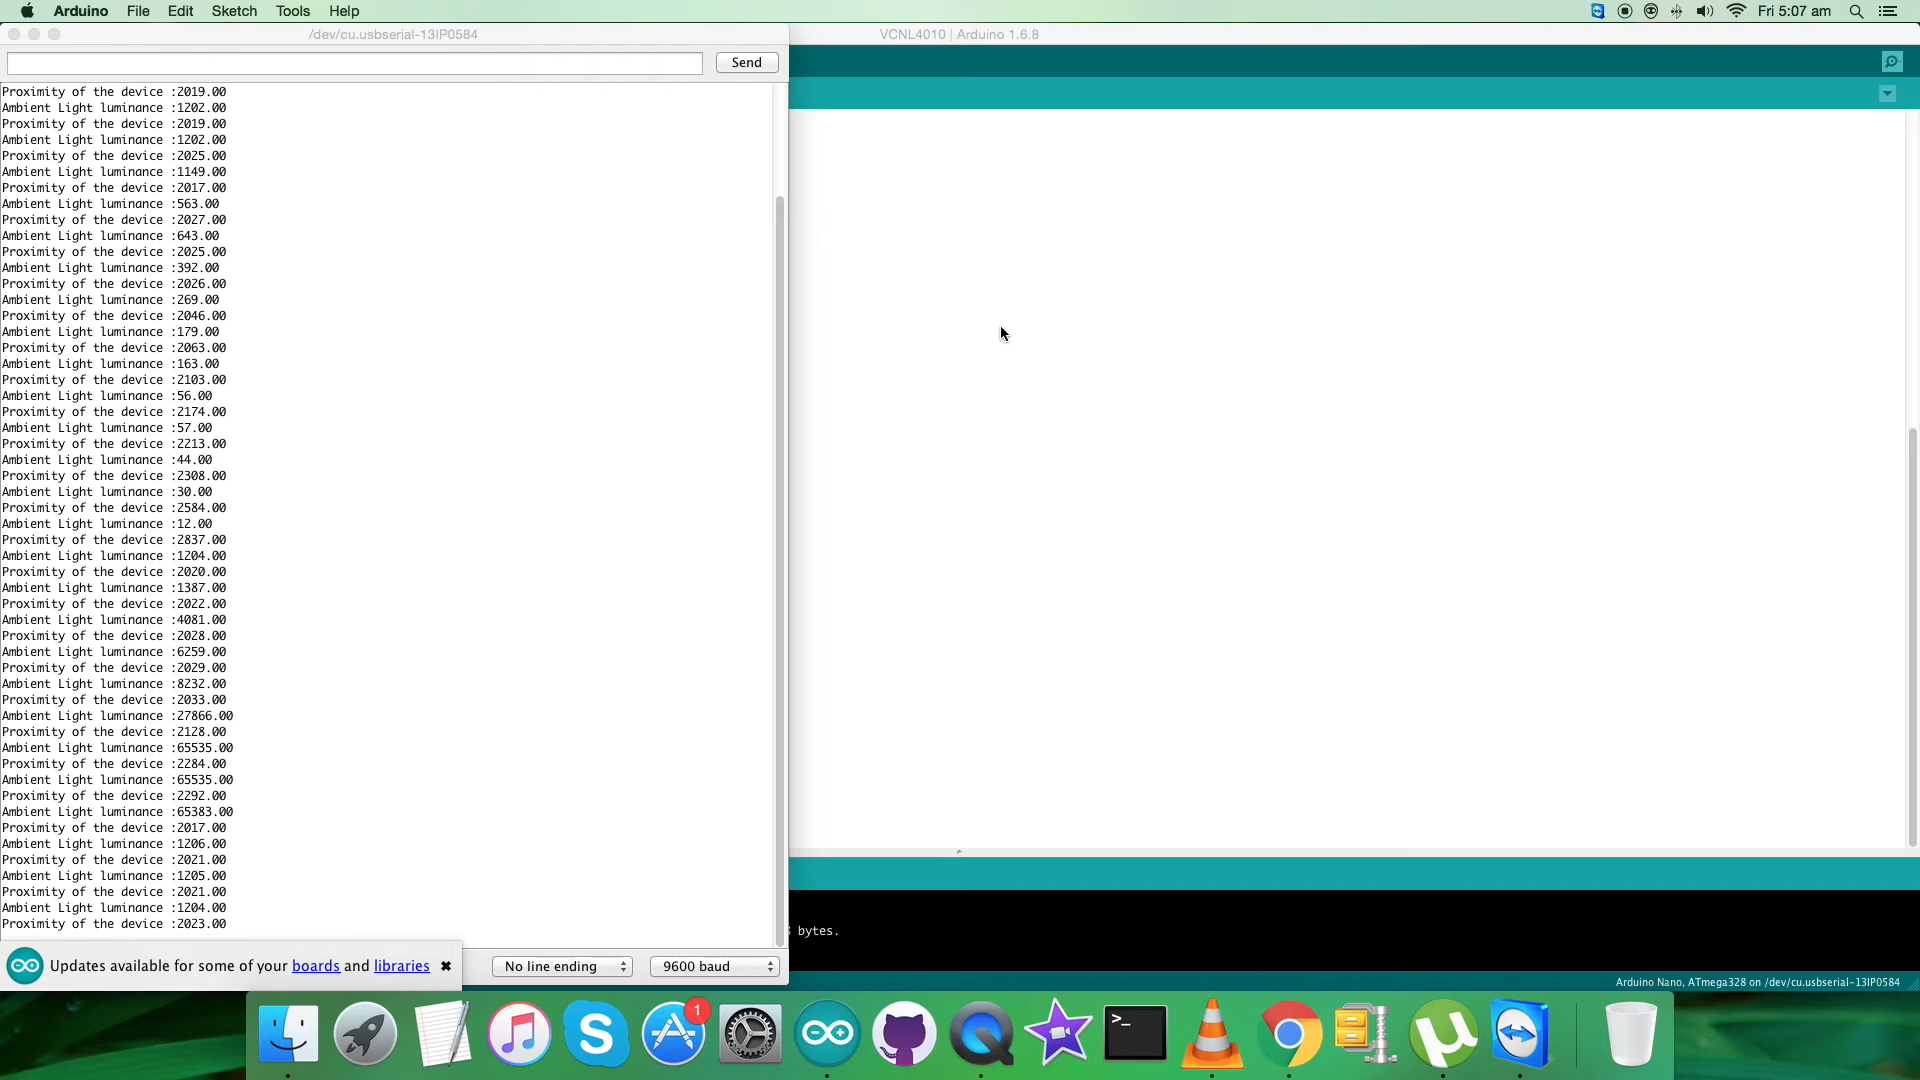 Arduino File Edit Sketch Tools Help Fri 5:07 am
/dev/cu.usbserial-13IP0584
VCNL4010 | Arduino 1.6.8
Send
Proximity of the device :2019.00
Ambient Light luminance :1202.00
Proximity of the device :2019.00
Ambient Light luminance :1202.00
Proximity of the device :2025.00
Ambient Light luminance :1149.00
Proximity of the device :2017.00
Ambient Light luminance :563.00
Proximity of the device :2027.00
Ambient Light luminance :643.00
Proximity of the device :2025.00
Ambient Light luminance :392.00
Proximity of the device :2026.00
Ambient Light luminance :269.00
Proximity of the device :2046.00
Ambient Light luminance :179.00
Proximity of the device :2063.00
Ambient Light luminance :163.00
Proximity of the device :2103.00
Ambient Light luminance :56.00
Proximity of the device :2174.00
Ambient Light luminance :57.00
Proximity of the device :2213.00
Ambient Light luminance :44.00
Proximity of the device :2308.00
Ambient Light luminance :30.00
Proximity of the device :2584.00
Ambient Light luminance :12.00
Proximity of the device :2837.00
Ambient Light luminance :1204.00
Proximity of the device :2020.00
Ambient Light luminance :1387.00
Proximity of the device :2022.00
Ambient Light luminance :4081.00
Proximity of the device :2028.00
Ambient Light luminance :6259.00
Proximity of the device :2029.00
Ambient Light luminance :8232.00
Proximity of the device :2033.00
Ambient Light luminance :27866.00
Proximity of the device :2128.00
Ambient Light luminance :65535.00
Proximity of the device :2284.00
Ambient Light luminance :65535.00
Proximity of the device :2292.00
Ambient Light luminance :65383.00
Proximity of the device :2017.00
Ambient Light luminance :1206.00
Proximity of the device :2021.00
Ambient Light luminance :1205.00
Proximity of the device :2021.00
Ambient Light luminance :1204.00
Proximity of the device :2023.00
bytes.
Updates available for some of your boards and libraries
No line ending
9600 baud
Arduino Nano, ATmega328 on /dev/cu.usbserial-13IP0584
1
>_